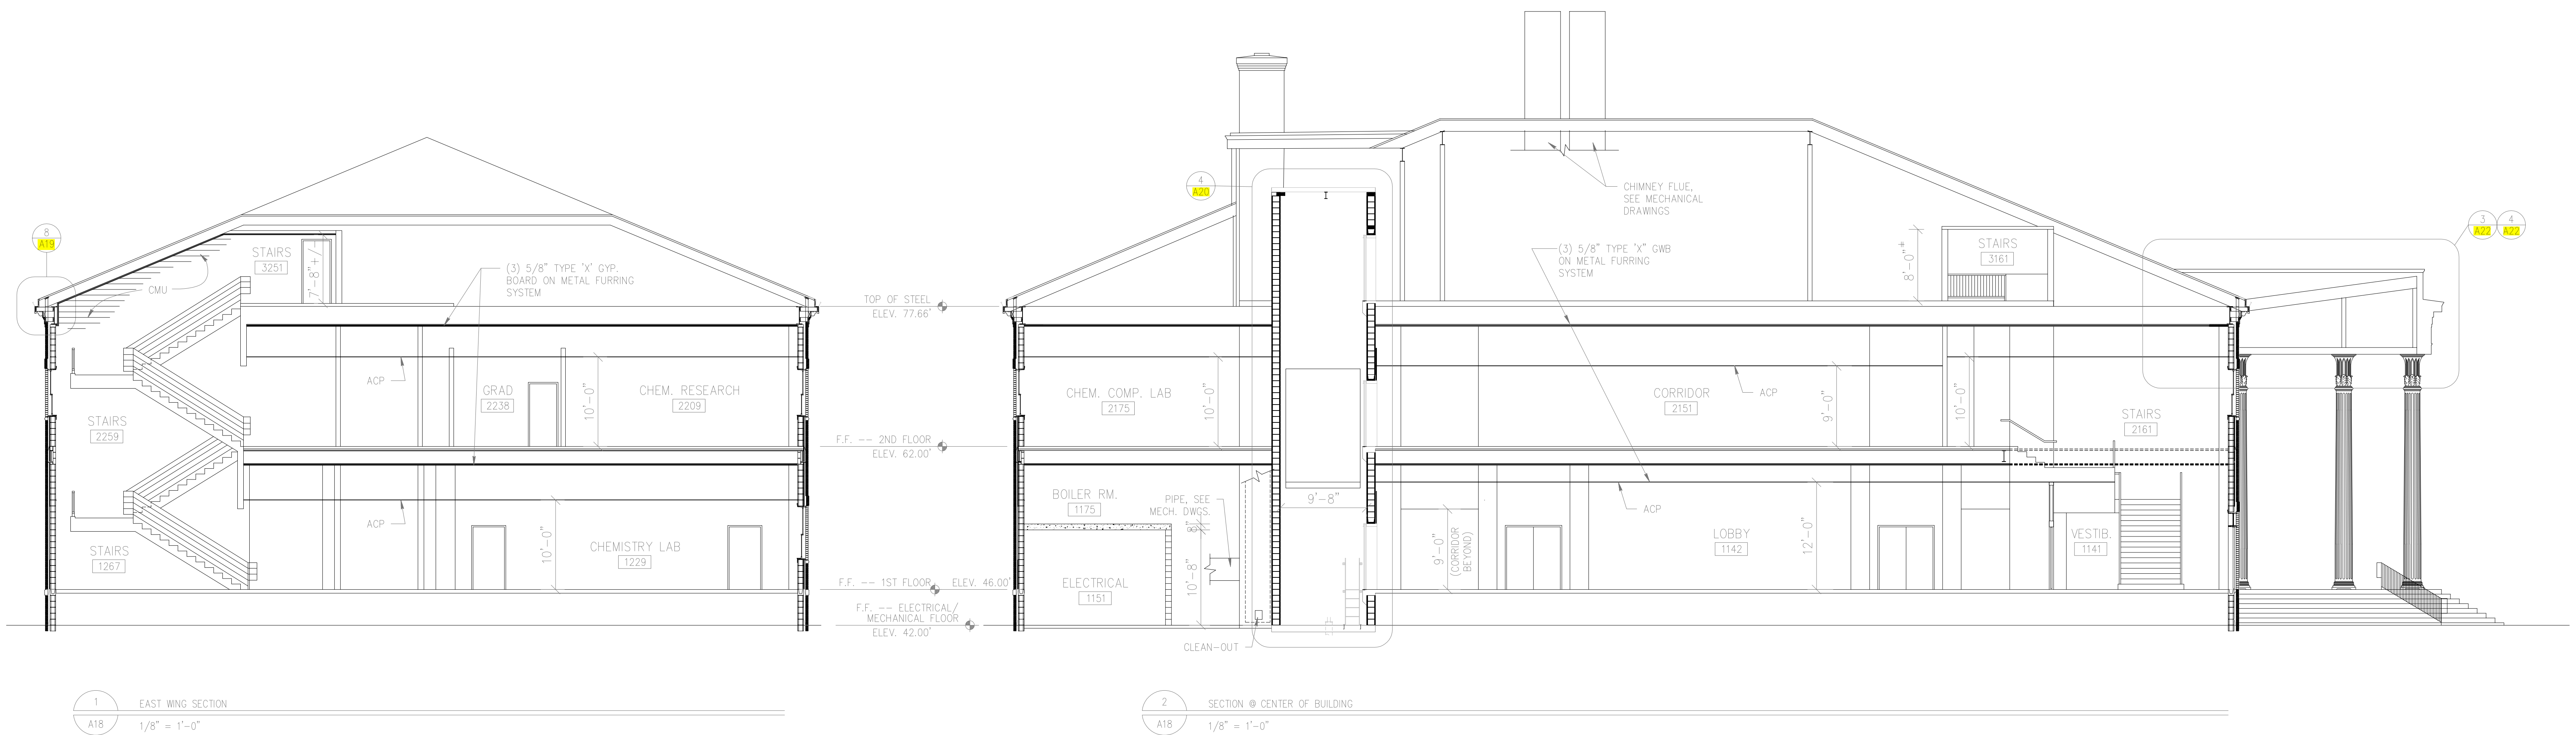 8
A19
STAIRS
3251
7'-8"+/-
CMU
(3) 5/8" TYPE 'X' GYP.
BOARD ON METAL FURRING
SYSTEM
ACP
GRAD
2238
10'-0"
CHEM. RESEARCH
2209
STAIRS
2259
ACP
10'-0"
CHEMISTRY LAB
1229
STAIRS
1267
TOP OF STEEL
ELEV. 77.66'
F.F. -- 2ND FLOOR
ELEV. 62.00'
F.F. -- 1ST FLOOR ELEV. 46.00'
F.F. -- ELECTRICAL/
MECHANICAL FLOOR
ELEV. 42.00'
4
A20
CHIMNEY FLUE,
SEE MECHANICAL
DRAWINGS
(3) 5/8" TYPE 'X" GWB
ON METAL FURRING
SYSTEM
8'-0"±
STAIRS
3161
3
A22
4
A22
CHEM. COMP. LAB
2175
10'-0"
CORRIDOR
2151
ACP
9'-0"
10'-0"
STAIRS
2161
BOILER RM.
1175
PIPE, SEE
MECH. DWGS.
8"
10'-8"
ELECTRICAL
1151
CLEAN-OUT
9'-8"
9'-0"
(CORRIDOR
BEYOND)
ACP
LOBBY
1142
12'-0"
VESTIB.
1141
1
A18
EAST WING SECTION
1/8" = 1'-0"
2
A18
SECTION @ CENTER OF BUILDING
1/8" = 1'-0"